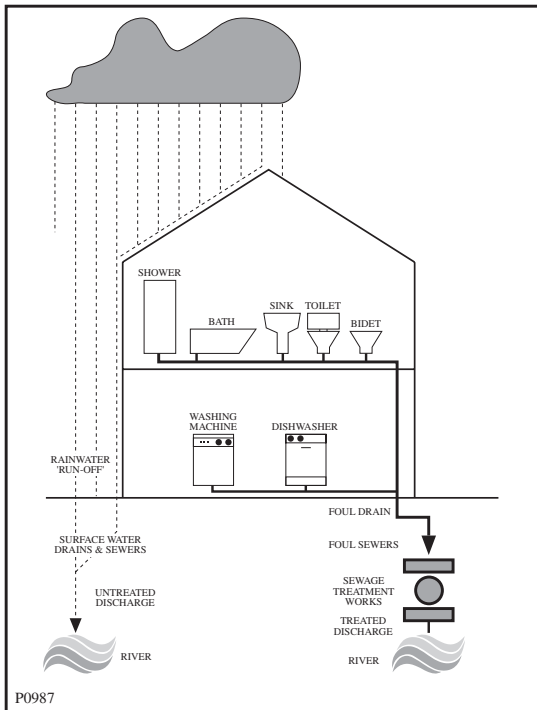 SHOWER
BATH
SINK
TOILET
BIDET
WASHING
MACHINE
DISHWASHER
RAINWATER
'RUN-OFF'
FOUL DRAIN
SURFACE WATER
DRAINS & SEWERS
FOUL SEWERS
SEWAGE
TREATMENT
WORKS
UNTREATED
DISCHARGE
TREATED
DISCHARGE
RIVER
RIVER
P0987